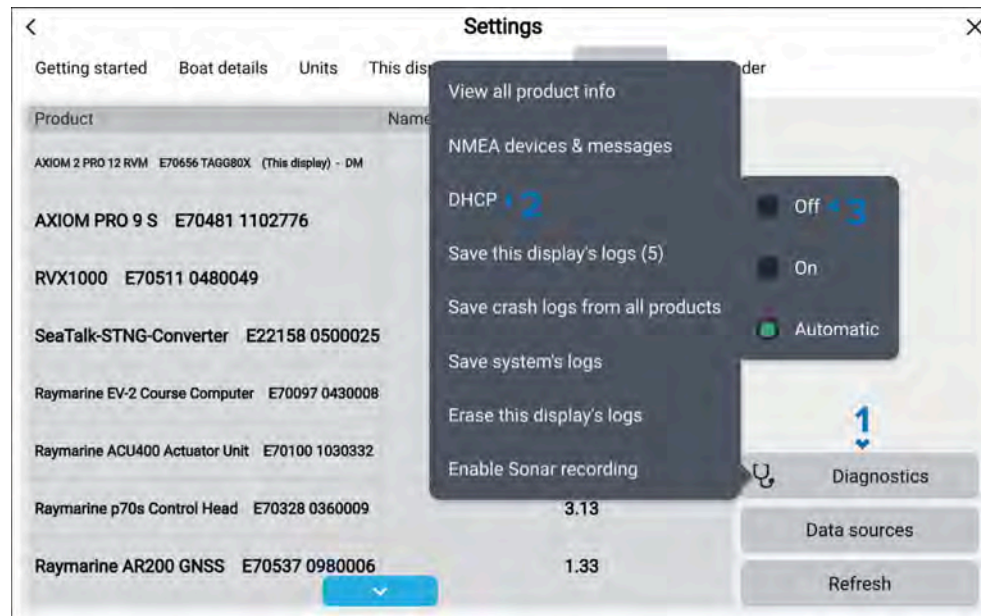 Settings
Getting started Boat details Units This dis der
Product Name
AXIOM 2 PRO 12 RVM E70656 TAGG80X (This display) - DM
AXIOM PRO 9 S E70481 1102776
RVX1000 E70511 0480049
SeaTalk-STNG-Converter E22158 0500025
Raymarine EV-2 Course Computer E70097 0430008
Raymarine ACU400 Actuator Unit E70100 1030332
Raymarine p70s Control Head E70328 0360009 3.13
Raymarine AR200 GNSS E70537 0980006 1.33
View all product info
NMEA devices & messages
DHCP 2
Save this display's logs (5)
Save crash logs from all products
Save system's logs
Erase this display's logs
Enable Sonar recording
Off 3
On
Automatic
1
Diagnostics
Data sources
Refresh